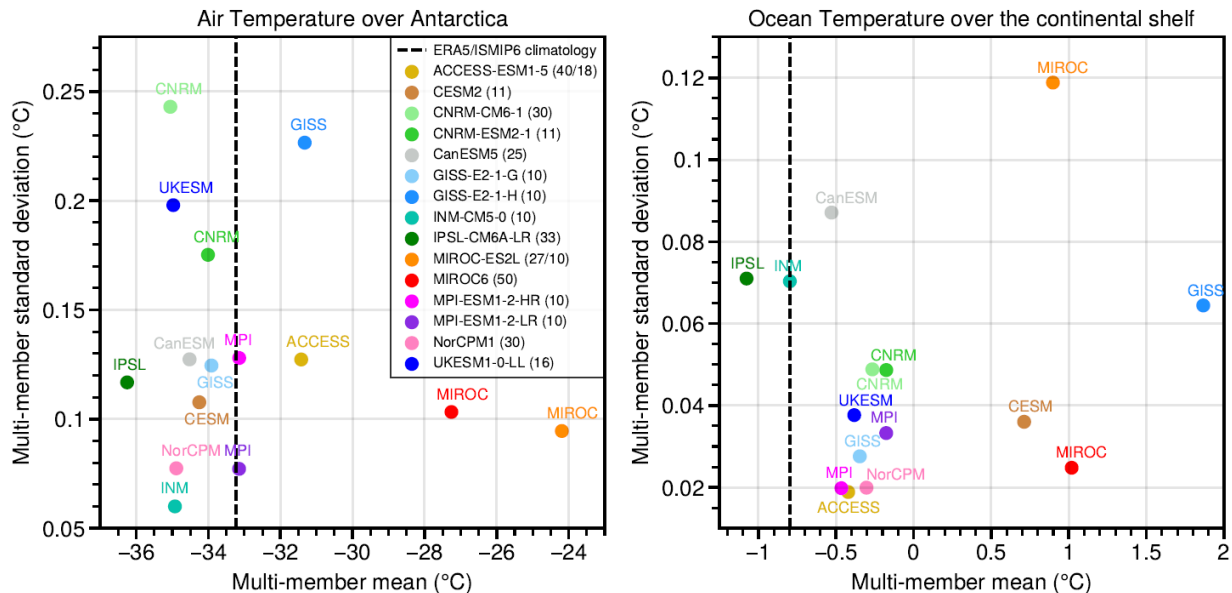 Air Temperature over Antarctica
Multi-member standard deviation (°C)
0.25
0.2
0.15
0.1
0.05
−36
−34
−32
−30
−28
−26
−24
Multi-member mean (°C)
CNRM
GISS
UKESM
CNRM
CanESM
MPI
ACCESS
IPSL
GISS
CESM
MIROC
MIROC
NorCPM
MPI
INM
ERA5/ISMIP6 climatology
ACCESS-ESM1-5 (40/18)
CESM2 (11)
CNRM-CM6-1 (30)
CNRM-ESM2-1 (11)
CanESM5 (25)
GISS-E2-1-G (10)
GISS-E2-1-H (10)
INM-CM5-0 (10)
IPSL-CM6A-LR (33)
MIROC-ES2L (27/10)
MIROC6 (50)
MPI-ESM1-2-HR (10)
MPI-ESM1-2-LR (10)
NorCPM1 (30)
UKESM1-0-LL (16)
Ocean Temperature over the continental shelf
Multi-member standard deviation (°C)
0.12
0.1
0.08
0.06
0.04
0.02
−1
−0.5
0
0.5
1
1.5
2
Multi-member mean (°C)
MIROC
CanESM
IPSL
INM
GISS
CNRM
CNRM
UKESM
MPI
CESM
GISS
MIROC
MPI
NorCPM
ACCESS